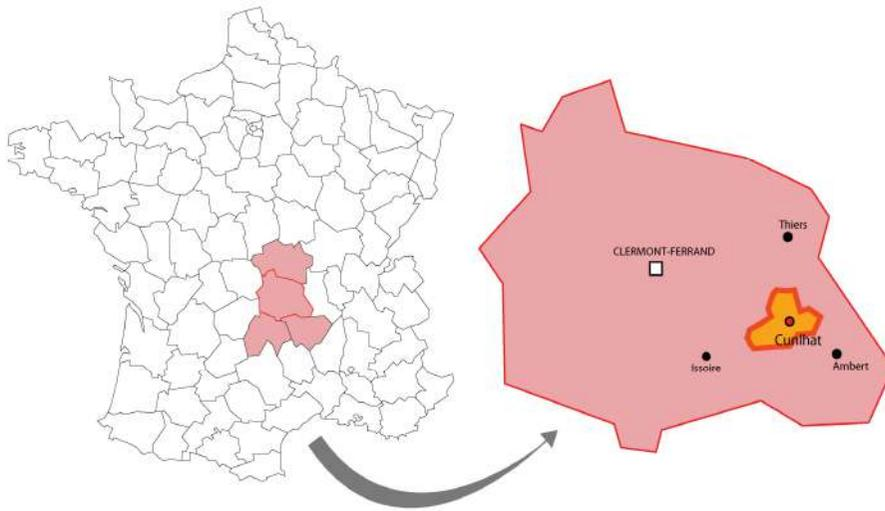 Thiers
CLERMONT-FERRAND
Cunlhat
Issoire
Ambert